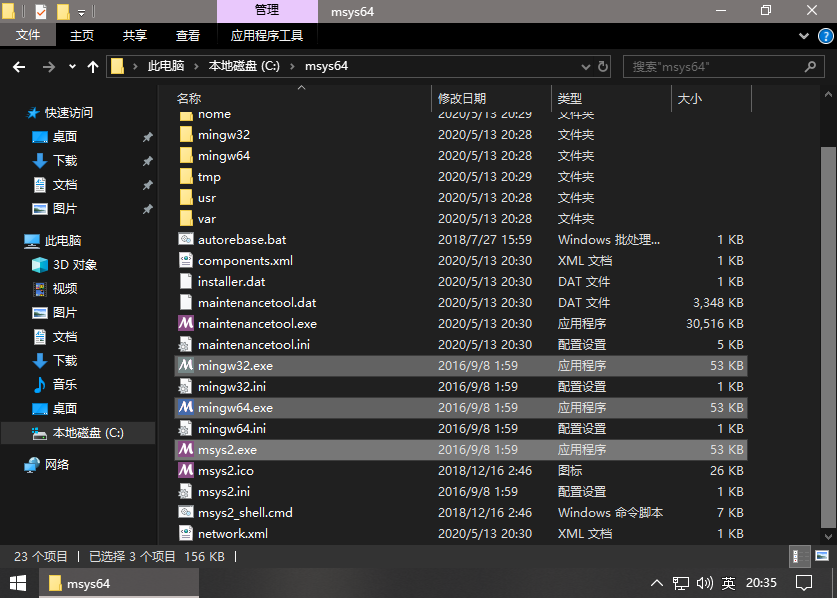 管理
msys64
文件
主页
共享
查看
应用程序工具
此电脑
本地磁盘 (C:)
msys64
搜索"msys64"
名称
修改日期
类型
大小
快速访问
桌面
下载
文档
图片
此电脑
3D 对象
视频
图片
文档
下载
音乐
桌面
本地磁盘 (C:)
网络
home 2020/5/13 20:29 文件夹
mingw32 2020/5/13 20:28 文件夹
mingw64 2020/5/13 20:28 文件夹
tmp 2020/5/13 20:29 文件夹
usr 2020/5/13 20:28 文件夹
var 2020/5/13 20:28 文件夹
autorebase.bat 2018/7/27 15:59 Windows 批处理... 1 KB
components.xml 2020/5/13 20:30 XML 文档 1 KB
installer.dat 2020/5/13 20:30 DAT 文件 1 KB
maintenancetool.dat 2020/5/13 20:30 DAT 文件 3,348 KB
maintenancetool.exe 2020/5/13 20:30 应用程序 30,516 KB
maintenancetool.ini 2020/5/13 20:30 配置设置 5 KB
mingw32.exe 2016/9/8 1:59 应用程序 53 KB
mingw32.ini 2016/9/8 1:59 配置设置 1 KB
mingw64.exe 2016/9/8 1:59 应用程序 53 KB
mingw64.ini 2016/9/8 1:59 配置设置 1 KB
msys2.exe 2016/9/8 1:59 应用程序 53 KB
msys2.ico 2018/12/16 2:46 图标 26 KB
msys2.ini 2016/9/8 1:59 配置设置 1 KB
msys2_shell.cmd 2018/12/16 2:46 Windows 命令脚本 7 KB
network.xml 2020/5/13 20:30 XML 文档 1 KB
23 个项目 已选择 3 个项目 156 KB
msys64
英
20:35